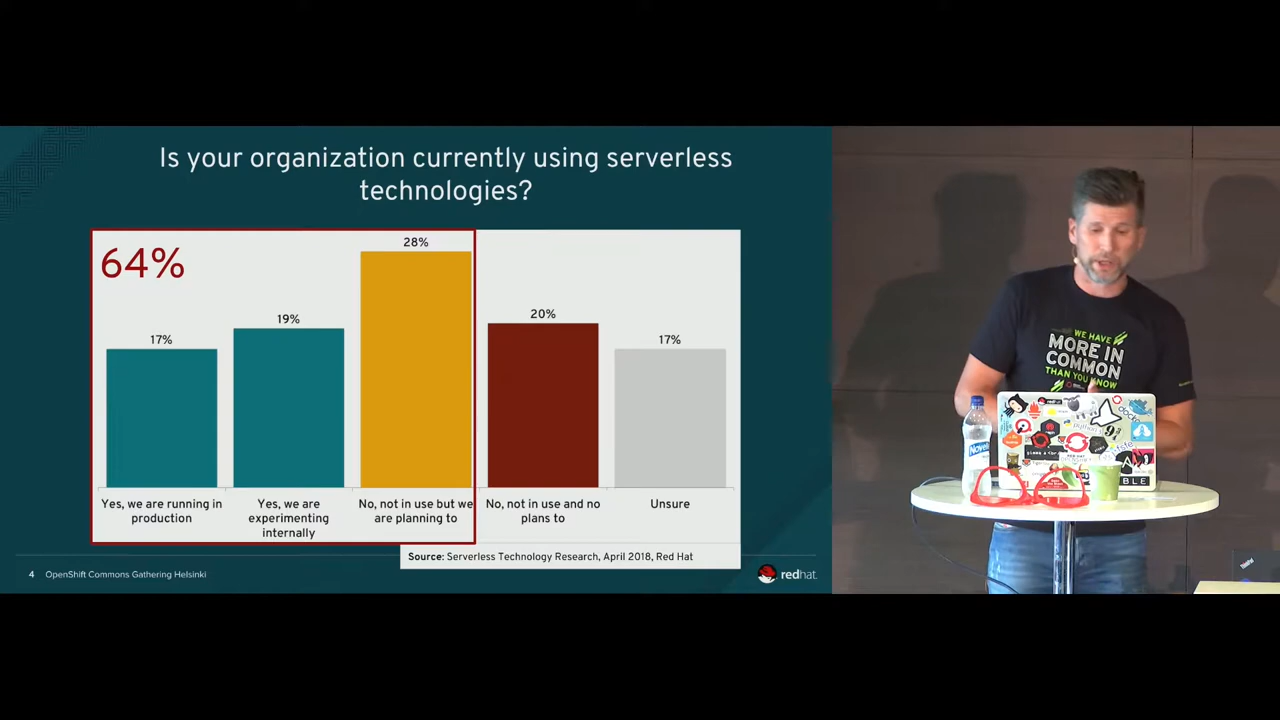 Is your organization currently using serverless
technologies?
64%
17%
19%
28%
20%
17%
Yes, we are running in
production
Yes, we are
experimenting
internally
No, not in use but we
are planning to
No, not in use and no
plans to
Unsure
Source: Serverless Technology Research, April 2018, Red Hat
4 OpenShift Commons Gathering Helsinki
redhat.
WE HAVE
MORE IN
COMMON
THAN YOU KNOW
redhat
python
ThinkPad